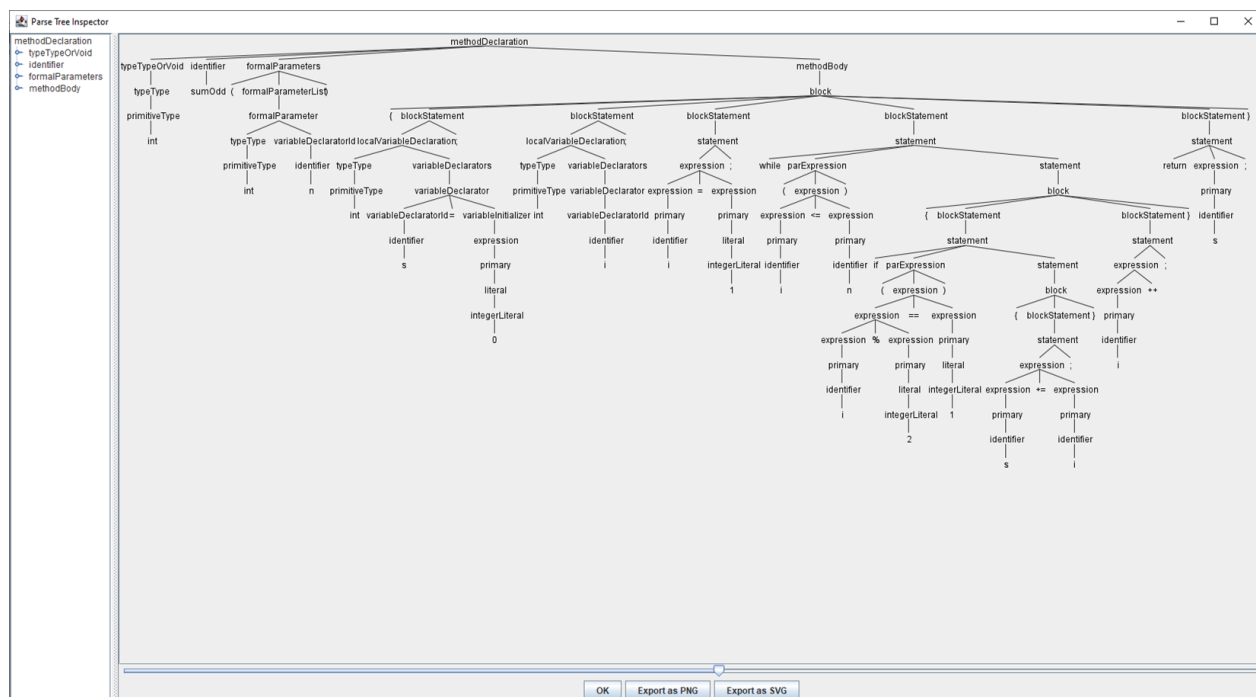 Parse Tree Inspector
methodDeclaration
typeTypeOrVoid
identifier
formalParameters
methodBody
methodDeclaration
typeTypeOrVoid identifier formalParameters methodBody
typeType sumOdd ( formalParameterList ) block
primitiveType formalParameter { blockStatement blockStatement blockStatement blockStatement blockStatement }
int typeType variableDeclaratorId localVariableDeclaration ; localVariableDeclaration ; statement statement statement
primitiveType identifier typeType variableDeclarators typeType variableDeclarators expression ; while parExpression statement return expression ;
int n primitiveType variableDeclarator primitiveType variableDeclarator expression = expression ( expression ) block primary
int variableDeclaratorId = variableInitializer int variableDeclaratorId primary primary expression <= expression { blockStatement blockStatement } identifier
identifier expression identifier identifier literal primary primary statement statement s
s primary i i integerLiteral identifier identifier if parExpression statement expression ;
literal 1 i n ( expression ) block expression ++
integerLiteral expression == expression { blockStatement } primary
0 expression % expression primary statement identifier
primary primary literal expression ; i
identifier literal integerLiteral expression += expression
i integerLiteral 1 primary primary
2 identifier identifier
s i
OK Export as PNG Export as SVG